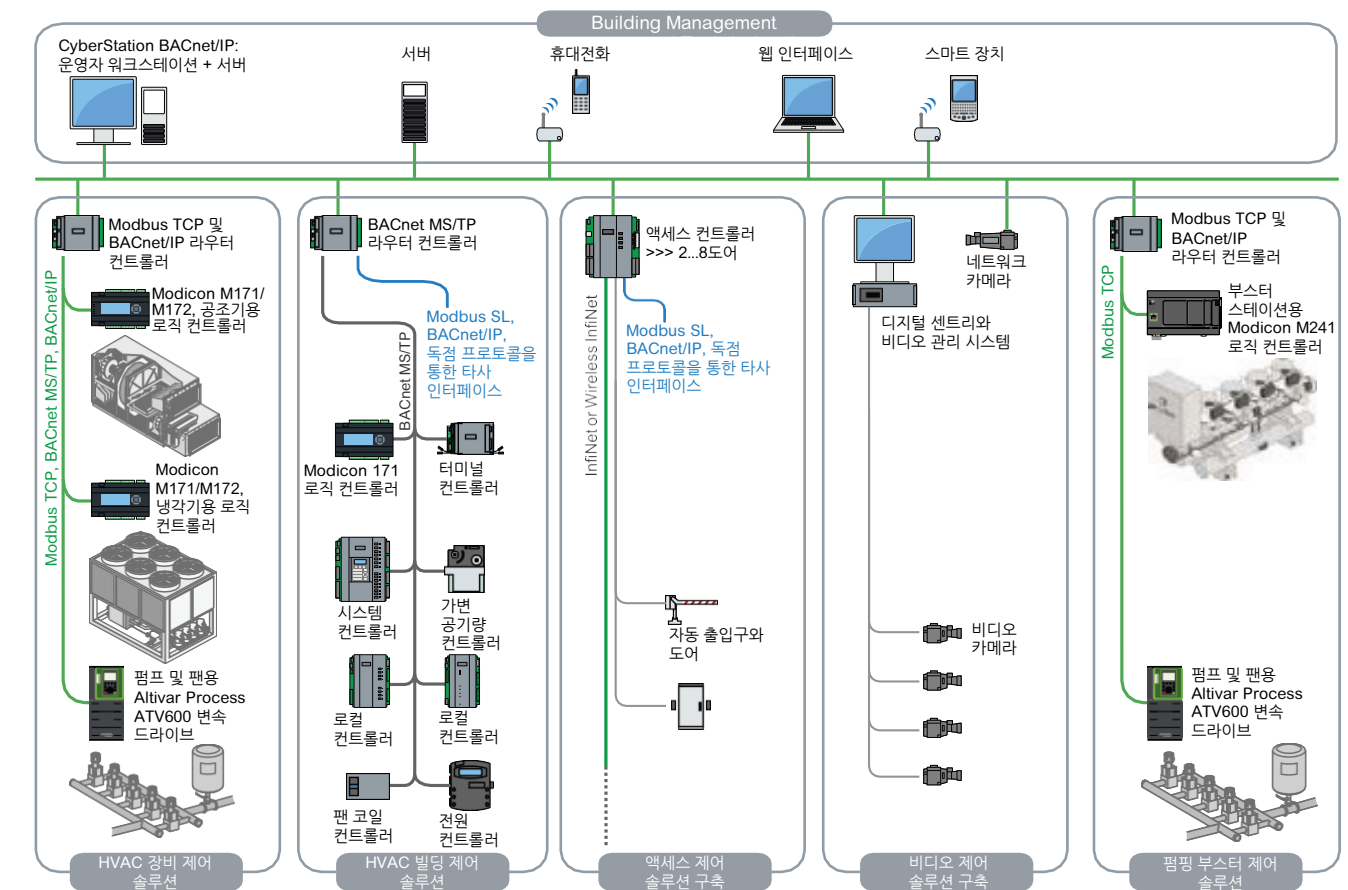 Building Management
CyberStation BACnet/IP:
운영자 워크스테이션 + 서버
서버
휴대전화
웹 인터페이스
스마트 장치
Modbus TCP 및
BACnet/IP 라우터
컨트롤러
Modicon M171/
M172, 공조기용
로직 컨트롤러
Modicon
M171/M172,
냉각기용 로직
컨트롤러
펌프 및 팬용
Altivar Process
ATV600 변속
드라이브
Modbus TCP, BACnet MS/TP, BACnet/IP
HVAC 장비 제어
솔루션
BACnet MS/TP
라우터 컨트롤러
Modbus SL,
BACnet/IP,
독점 프로토콜을
통한 타사
인터페이스
BACnet MS/TP
Modicon 171
로직 컨트롤러
터미널
컨트롤러
시스템
컨트롤러
가변
공기량
컨트롤러
로컬
컨트롤러
로컬
컨트롤러
팬 코일
컨트롤러
전원
컨트롤러
HVAC 빌딩 제어
솔루션
액세스 컨트롤러
>>> 2...8도어
InfiNet or Wireless InfiNet
Modbus SL,
BACnet/IP, 독점
프로토콜을 통한 타사
인터페이스
자동 출입구와
도어
액세스 제어
솔루션 구축
네트워크
카메라
디지털 센트리와
비디오 관리 시스템
비디오
카메라
비디오 제어
솔루션 구축
Modbus TCP 및
BACnet/IP
라우터 컨트롤러
Modbus TCP
부스터
스테이션용
Modicon M241
로직 컨트롤러
펌프 및 팬용
Altivar Process
ATV600 변속
드라이브
펌핑 부스터 제어
솔루션